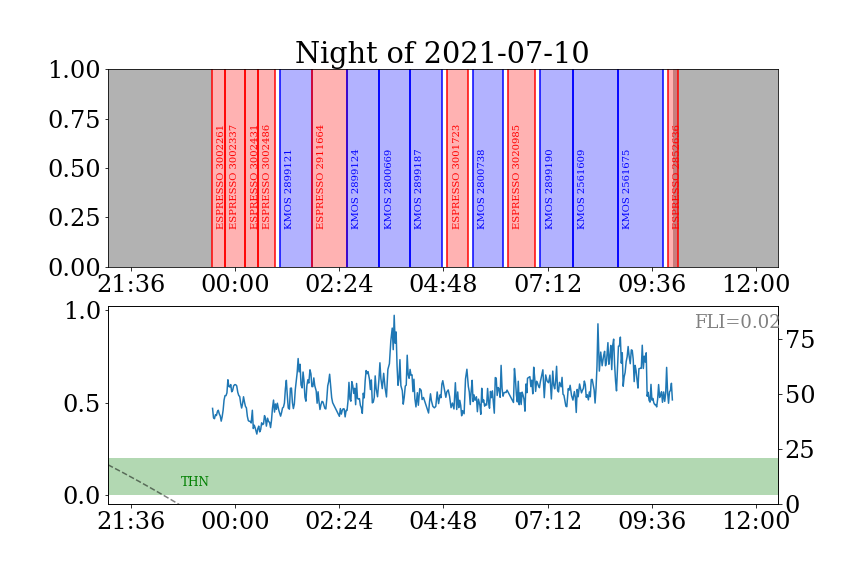 Night of 2021-07-10
1.00
0.75
0.50
0.25
0.00
ESPRESSO 3002261
ESPRESSO 3002337
ESPRESSO 3002431
ESPRESSO 3002486
KMOS 2899121
ESPRESSO 2911664
KMOS 2899124
KMOS 2800669
KMOS 2899187
ESPRESSO 3001723
KMOS 2800738
ESPRESSO 3020985
KMOS 2899190
KMOS 2561609
KMOS 2561675
ESPRESSO 2852636
21:36 00:00 02:24 04:48 07:12 09:36 12:00
1.0
0.5
0.0
FLI=0.02
75
50
25
0
THN
21:36 00:00 02:24 04:48 07:12 09:36 12:00